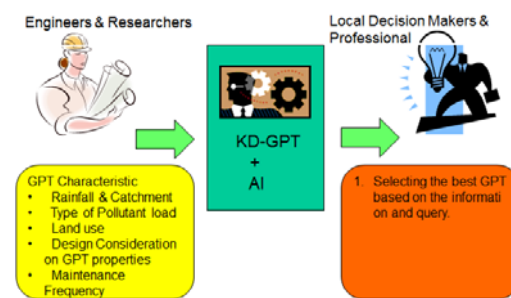 Engineers & Researchers
Local Decision Makers &
Professional
KD-GPT
+
AI
GPT Characteristic
• Rainfall & Catchment
• Type of Pollutant load
• Land use
• Design Consideration
on GPT properties
• Maintenance
Frequency
1. Selecting the best GPT
based on the informati
on and query.